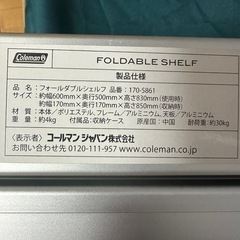 Coleman FOLDABLE SHELF
製品仕様
品名：フォールダブルシェルフ 品番：170-5861
サイズ：約幅600mm×奥行500mm×高さ830mm（使用時）
約幅170mm×奥行170mm×高さ850mm（収納時）
材質：本体/ポリエステル、フレーム/アルミニウム、天板/アルミニウム
重量：約4kg 付属品：収納ケース 原産国：中国 耐荷重：約30kg
〈表示者〉コールマン ジャパン株式会社
お問い合わせ先 0120-111-957 www.coleman.co.jp